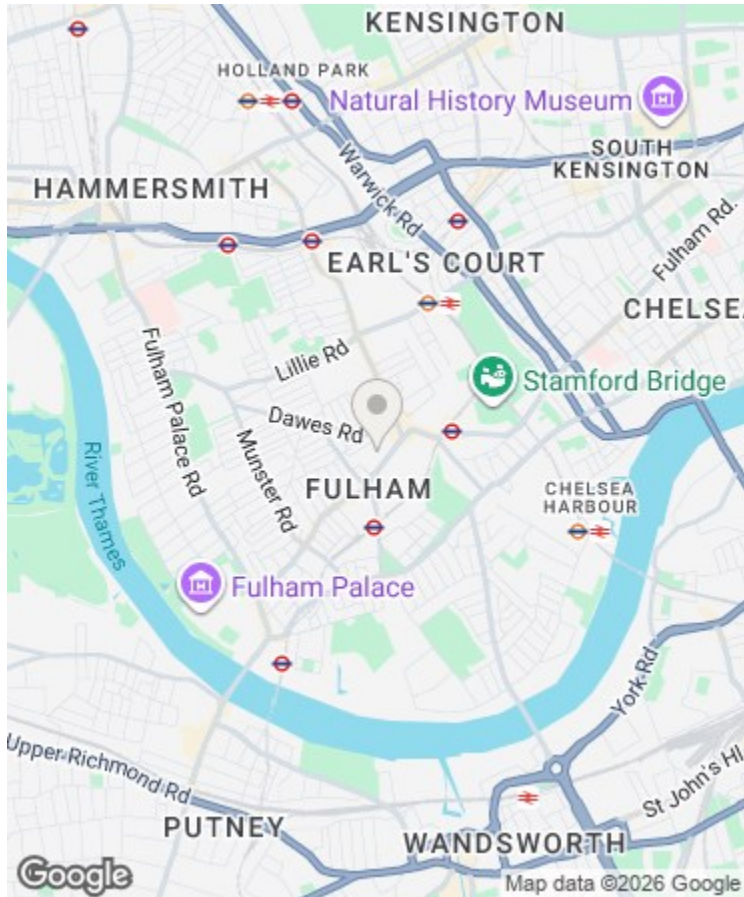 KENSINGTON
HOLLAND PARK
Natural History Museum
SOUTH
KENSINGTON
HAMMERSMITH
Warwick Rd
Fulham Rd.
EARL'S COURT
CHELSEA
Lillie Rd
Fulham Palace Rd
Stamford Bridge
Dawes Rd
Munster Rd
River Thames
FULHAM
CHELSEA
HARBOUR
Fulham Palace
York Rd
Upper Richmond Rd
St John's Hl
PUTNEY
WANDSWORTH
Google
Map data ©2026 Google